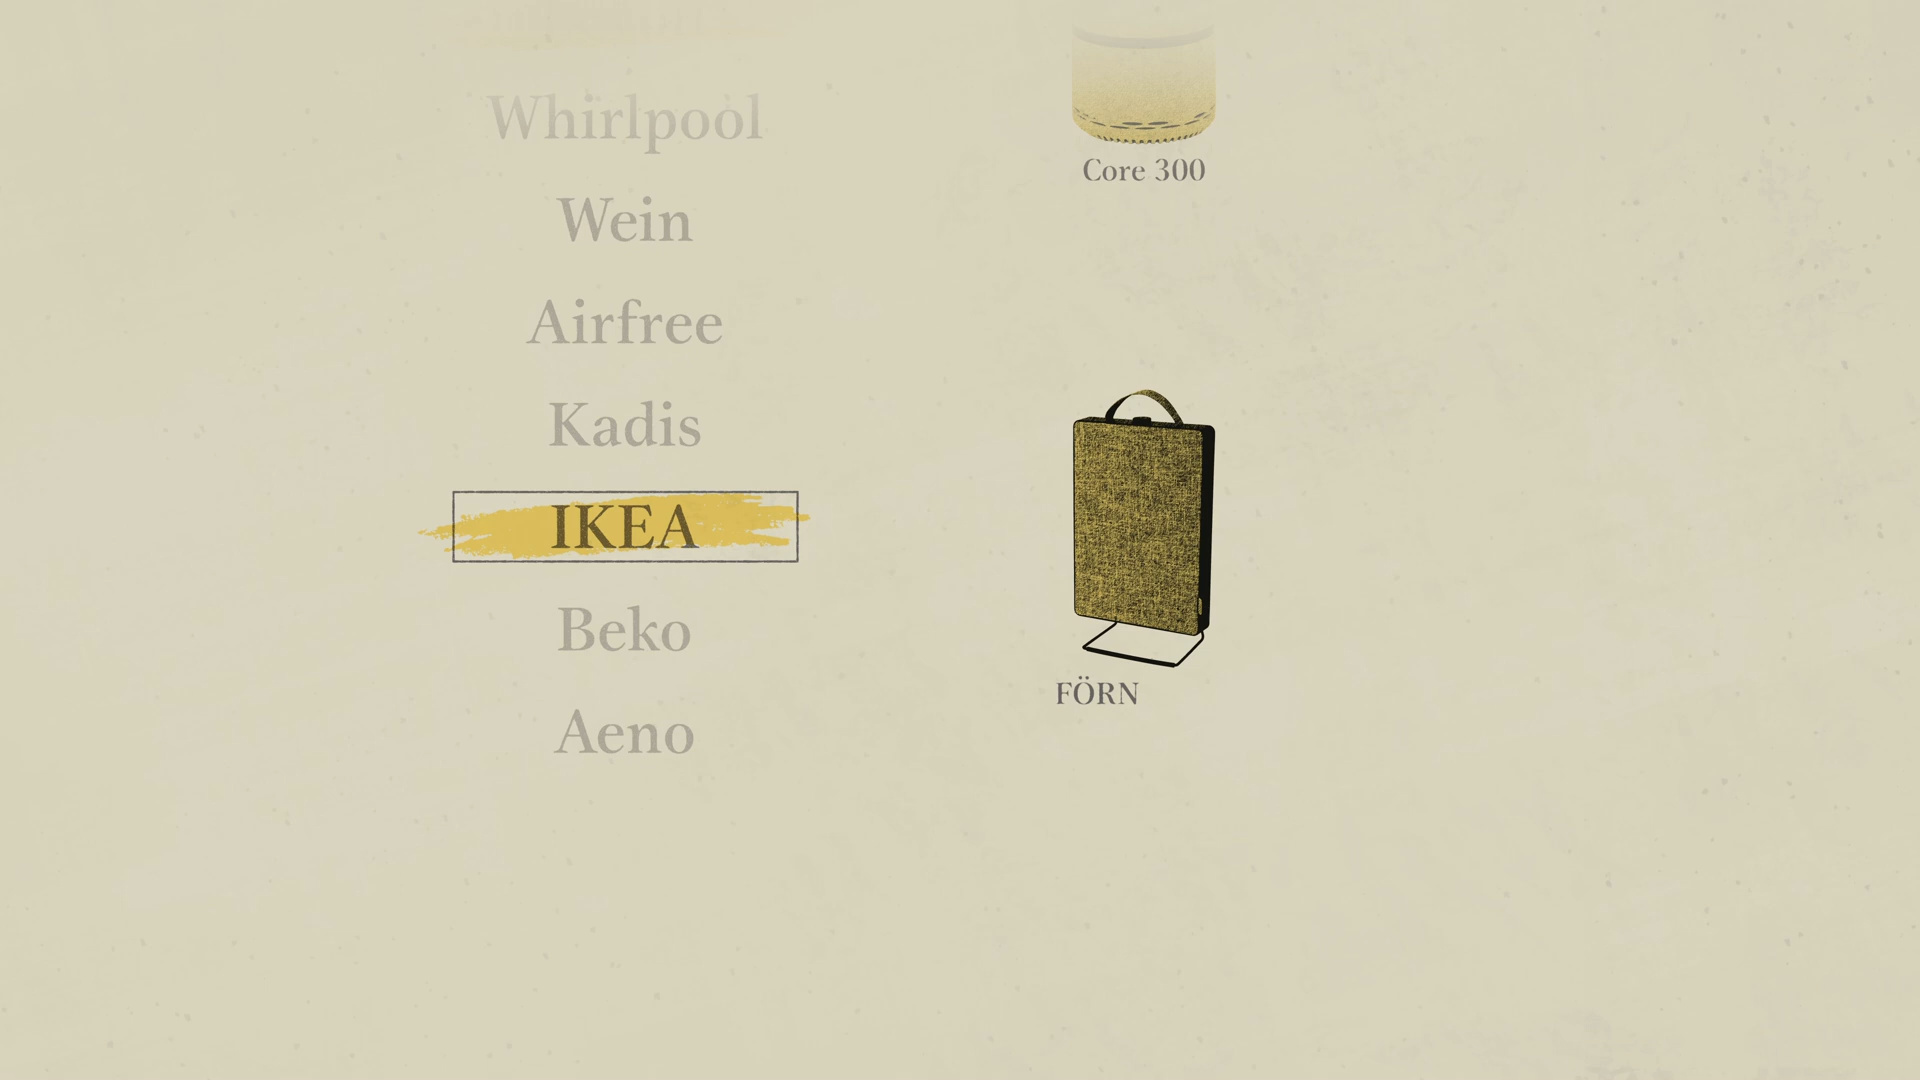 Whirlpool
Wein
Airfree
Kadis
IKEA
Beko
Aeno
Core 300
FÖRN